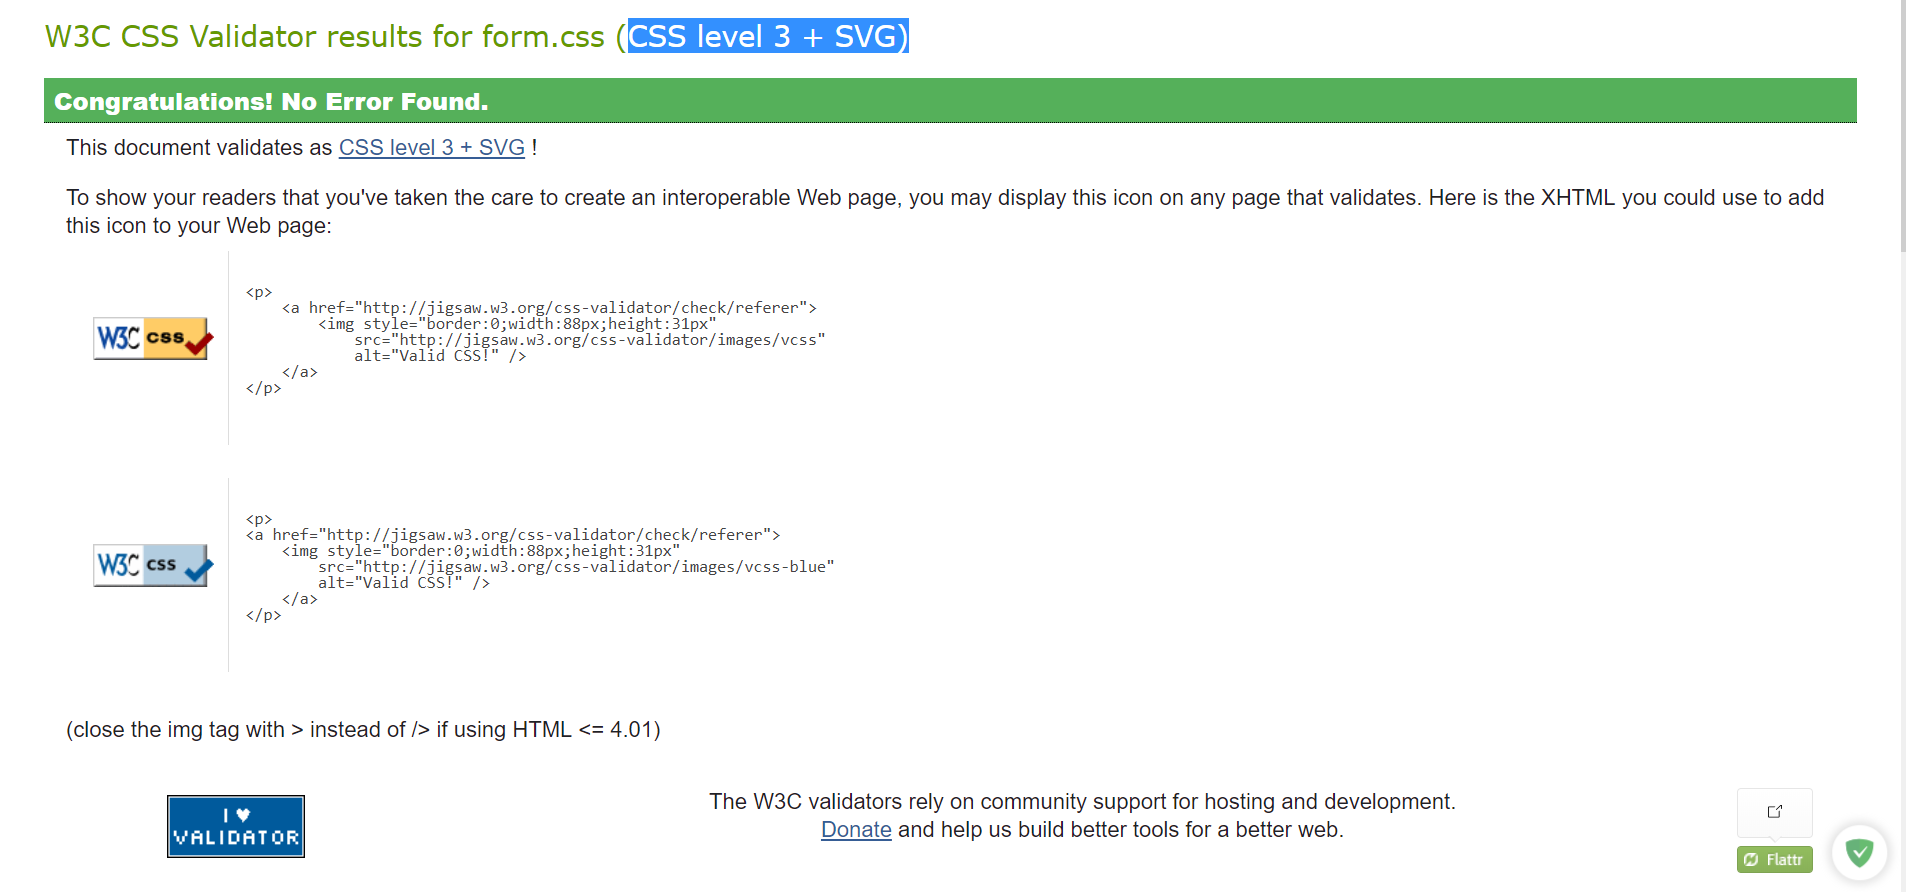 W3C CSS Validator results for form.css (CSS level 3 + SVG)
Congratulations! No Error Found.
This document validates as CSS level 3 + SVG !
To show your readers that you've taken the care to create an interoperable Web page, you may display this icon on any page that validates. Here is the XHTML you could use to add
this icon to your Web page:
W3C css
<p>
    <a href="http://jigsaw.w3.org/css-validator/check/referer">
        <img style="border:0;width:88px;height:31px"
            src="http://jigsaw.w3.org/css-validator/images/vcss"
            alt="Valid CSS!" />
    </a>
</p>
W3C css
<p>
<a href="http://jigsaw.w3.org/css-validator/check/referer">
    <img style="border:0;width:88px;height:31px"
        src="http://jigsaw.w3.org/css-validator/images/vcss-blue"
        alt="Valid CSS!" />
    </a>
</p>
(close the img tag with > instead of /> if using HTML <= 4.01)
I ♥
VALIDATOR
The W3C validators rely on community support for hosting and development.
Donate and help us build better tools for a better web.
Flattr